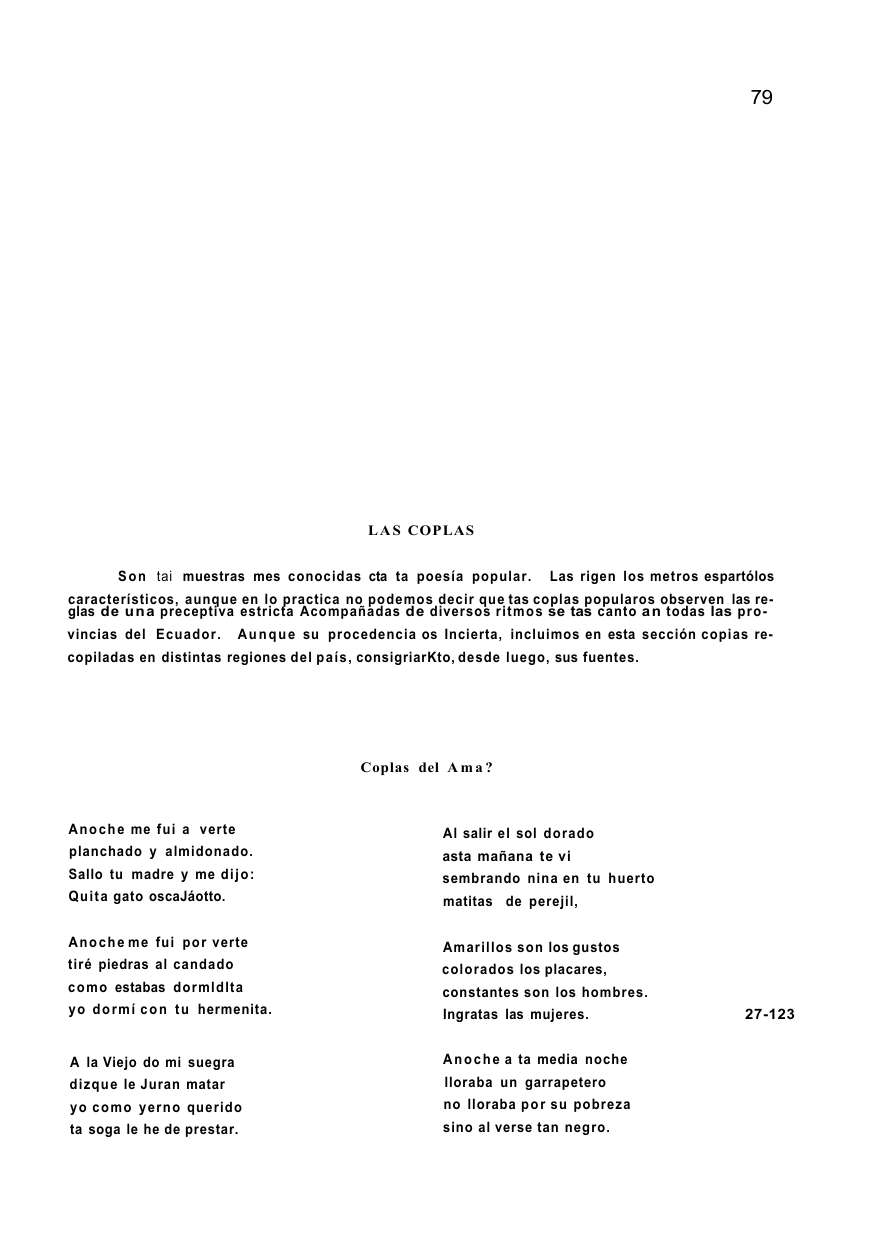 79
LAS COPLAS
Son tai muestras mes conocidas cta ta poesía popular. Las rigen los metros espartólos
característicos, aunque en lo practica no podemos decir que tas coplas popularos observen las re-
glas de una preceptiva estricta Acompañadas de diversos ritmos se tas canto an todas las pro-
vincias del Ecuador. Aunque su procedencia os Incierta, incluimos en esta sección copias re-
copiladas en distintas regiones del país, consigriarKto, desde luego, sus fuentes.
Coplas del Ama?
Anoche me fui a verte
planchado y almidonado.
Sallo tu madre y me dijo:
Quita gato oscaJáotto.
Anoche me fui por verte
tiré piedras al candado
como estabas dormIdIta
yo dormí con tu hermenita.
A la Viejo do mi suegra
dizque le Juran matar
yo como yerno querido
ta soga le he de prestar.
Al salir el sol dorado
asta mañana te vi
sembrando nina en tu huerto
matitas de perejil,
Amarillos son los gustos
colorados los placares,
constantes son los hombres.
Ingratas las mujeres. 27-123
Anoche a ta media noche
lloraba un garrapetero
no lloraba por su pobreza
sino al verse tan negro.